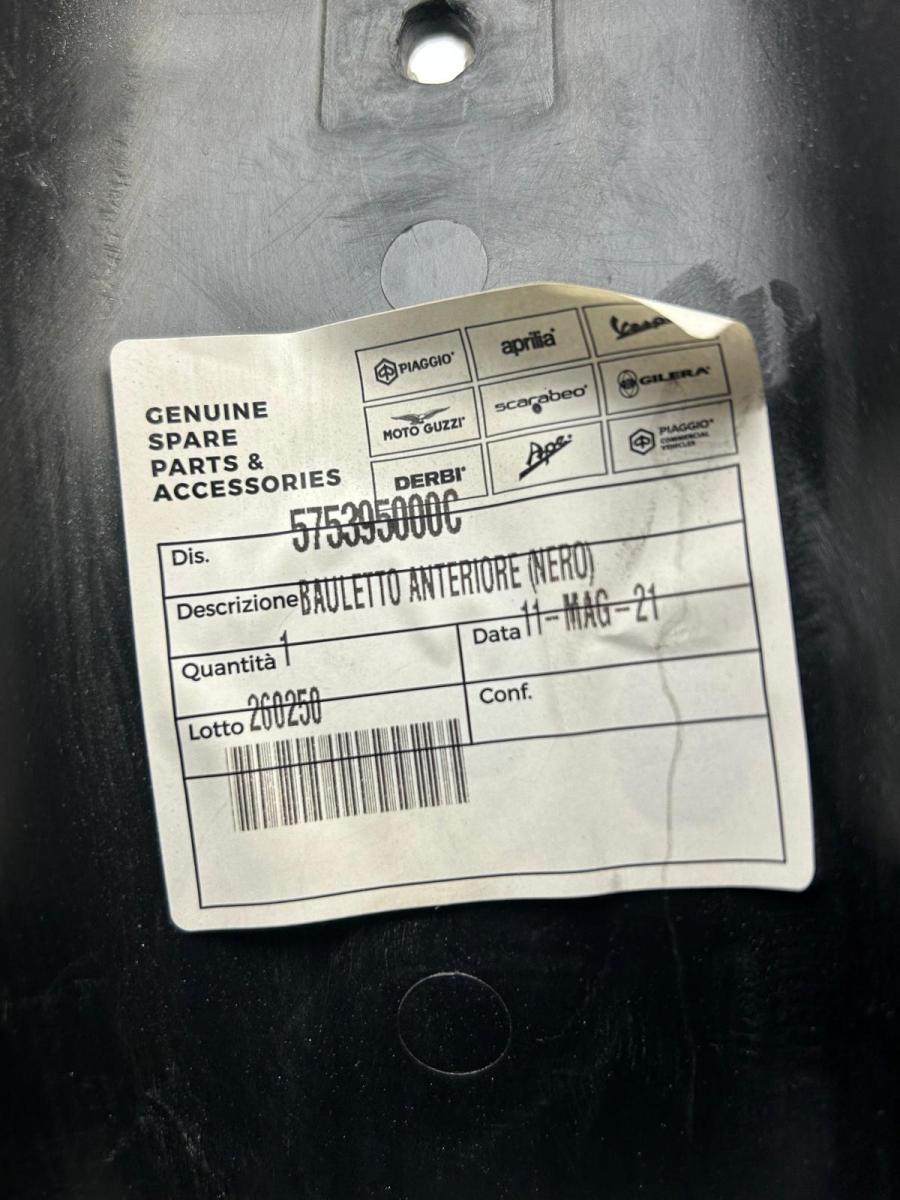 GENUINE
SPARE
PARTS &
ACCESSORIES
PIAGGIO aprilia Vespa
MOTO GUZZI scarabeo GILERA
DERBI Ape PIAGGIO COMMERCIAL VEHICLES
Dis. 575395000C
Descrizione BAULETTO ANTERIORE (NERO)
Quantità 1 Data 11-MAG-21
Lotto 260250 Conf.